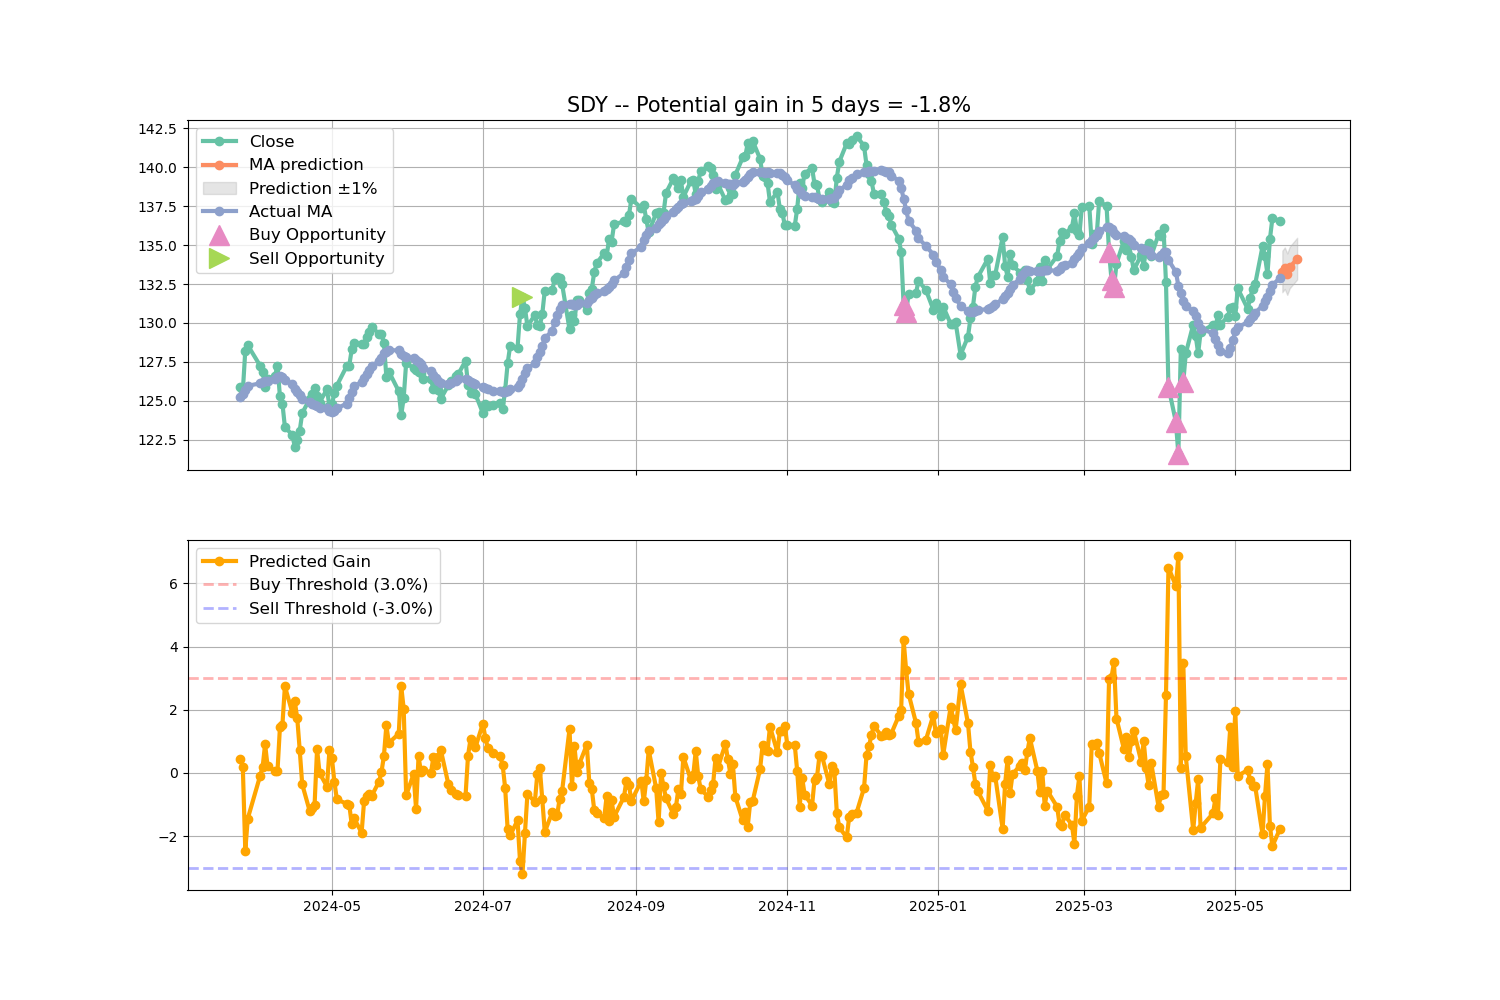 SDY -- Potential gain in 5 days = -1.8%
142.5
140.0
137.5
135.0
132.5
130.0
127.5
125.0
122.5
Close
MA prediction
Prediction ±1%
Actual MA
Buy Opportunity
Sell Opportunity
6
4
2
0
−2
Predicted Gain
Buy Threshold (3.0%)
Sell Threshold (-3.0%)
2024-05
2024-07
2024-09
2024-11
2025-01
2025-03
2025-05